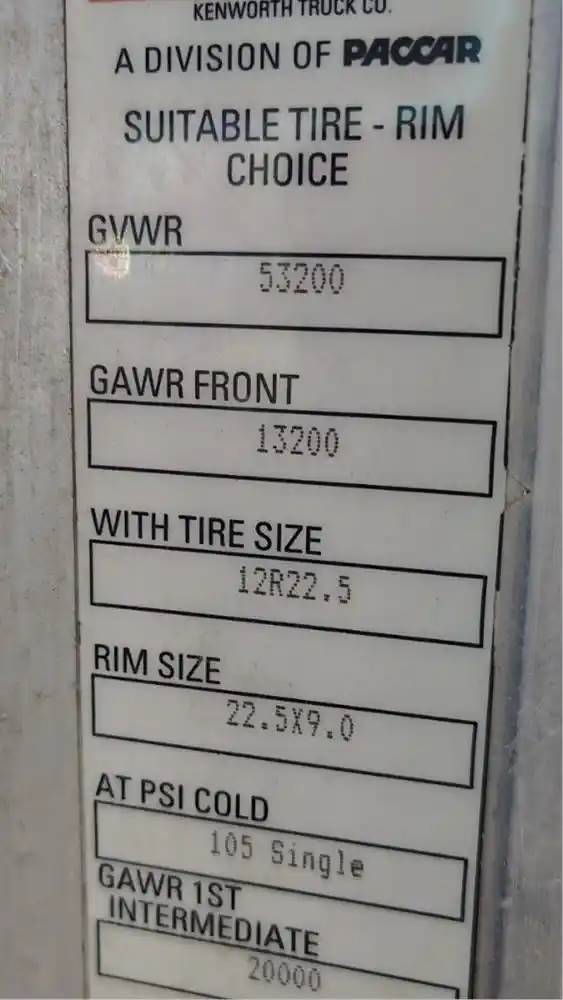 KENWORTH TRUCK CO.
A DIVISION OF PACCAR
SUITABLE TIRE - RIM
CHOICE
GVWR
53200
GAWR FRONT
13200
WITH TIRE SIZE
12R22.5
RIM SIZE
22.5X9.0
AT PSI COLD
105 Single
GAWR 1ST
INTERMEDIATE
20000